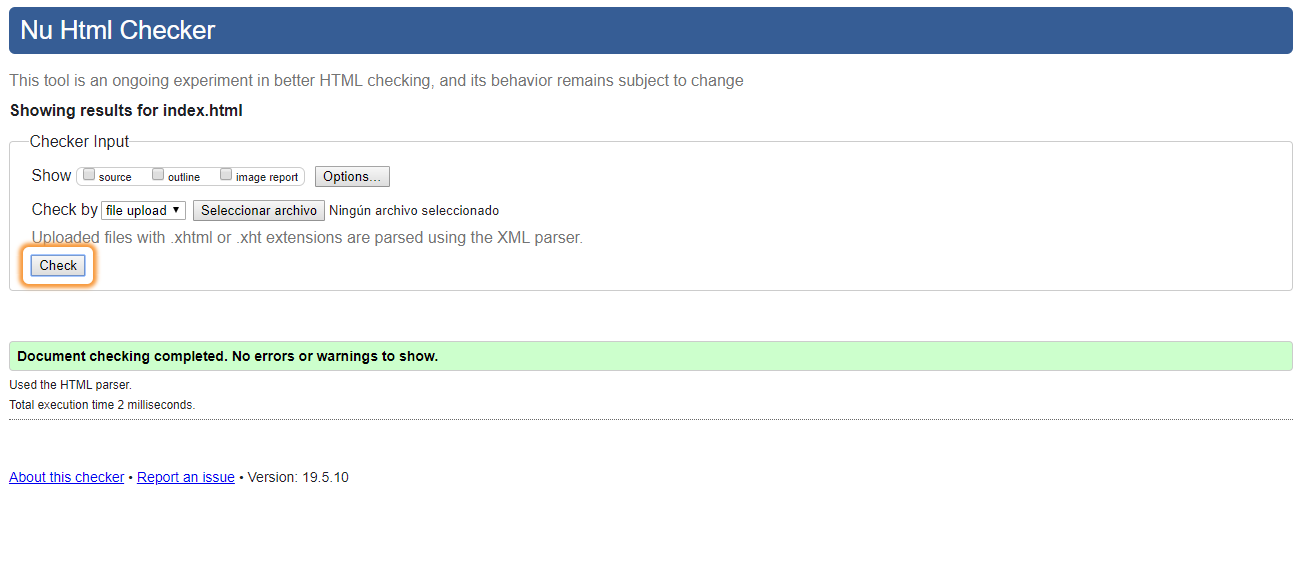 Nu Html Checker
This tool is an ongoing experiment in better HTML checking, and its behavior remains subject to change
Showing results for index.html
Checker Input
Show source outline image report Options...
Check by file upload Seleccionar archivo Ningún archivo seleccionado
Uploaded files with .xhtml or .xht extensions are parsed using the XML parser.
Check
Document checking completed. No errors or warnings to show.
Used the HTML parser.
Total execution time 2 milliseconds.
About this checker • Report an issue • Version: 19.5.10